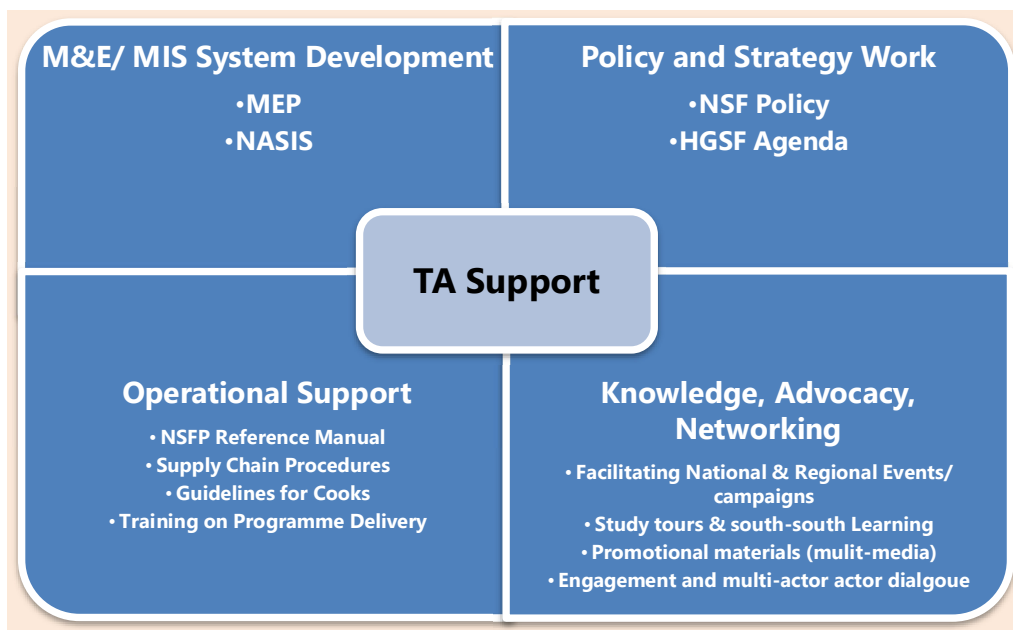 M&E/ MIS System Development
•MEP
•NASIS
Policy and Strategy Work
•NSF Policy
•HGSF Agenda
TA Support
Operational Support
•NSFP Reference Manual
•Supply Chain Procedures
•Guidelines for Cooks
•Training on Programme Delivery
Knowledge, Advocacy,
Networking
•Facilitating National & Regional Events/
campaigns
•Study tours & south-south Learning
•Promotional materials (mulit-media)
•Engagement and multi-actor actor dialgoue